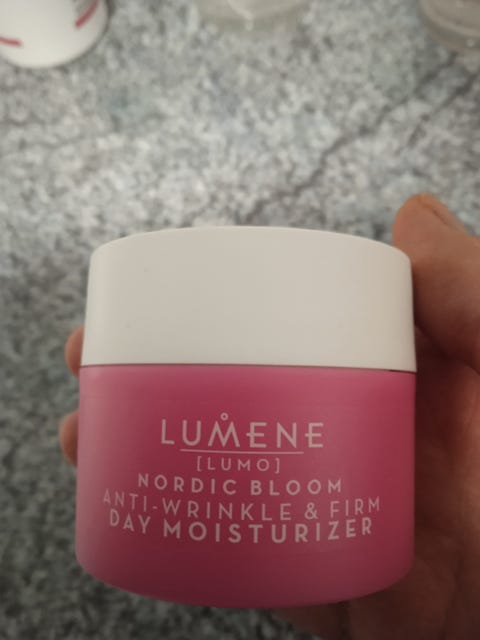 LUMENE
[LUMO]
NORDIC BLOOM
ANTI-WRINKLE & FIRM
DAY MOISTURIZER